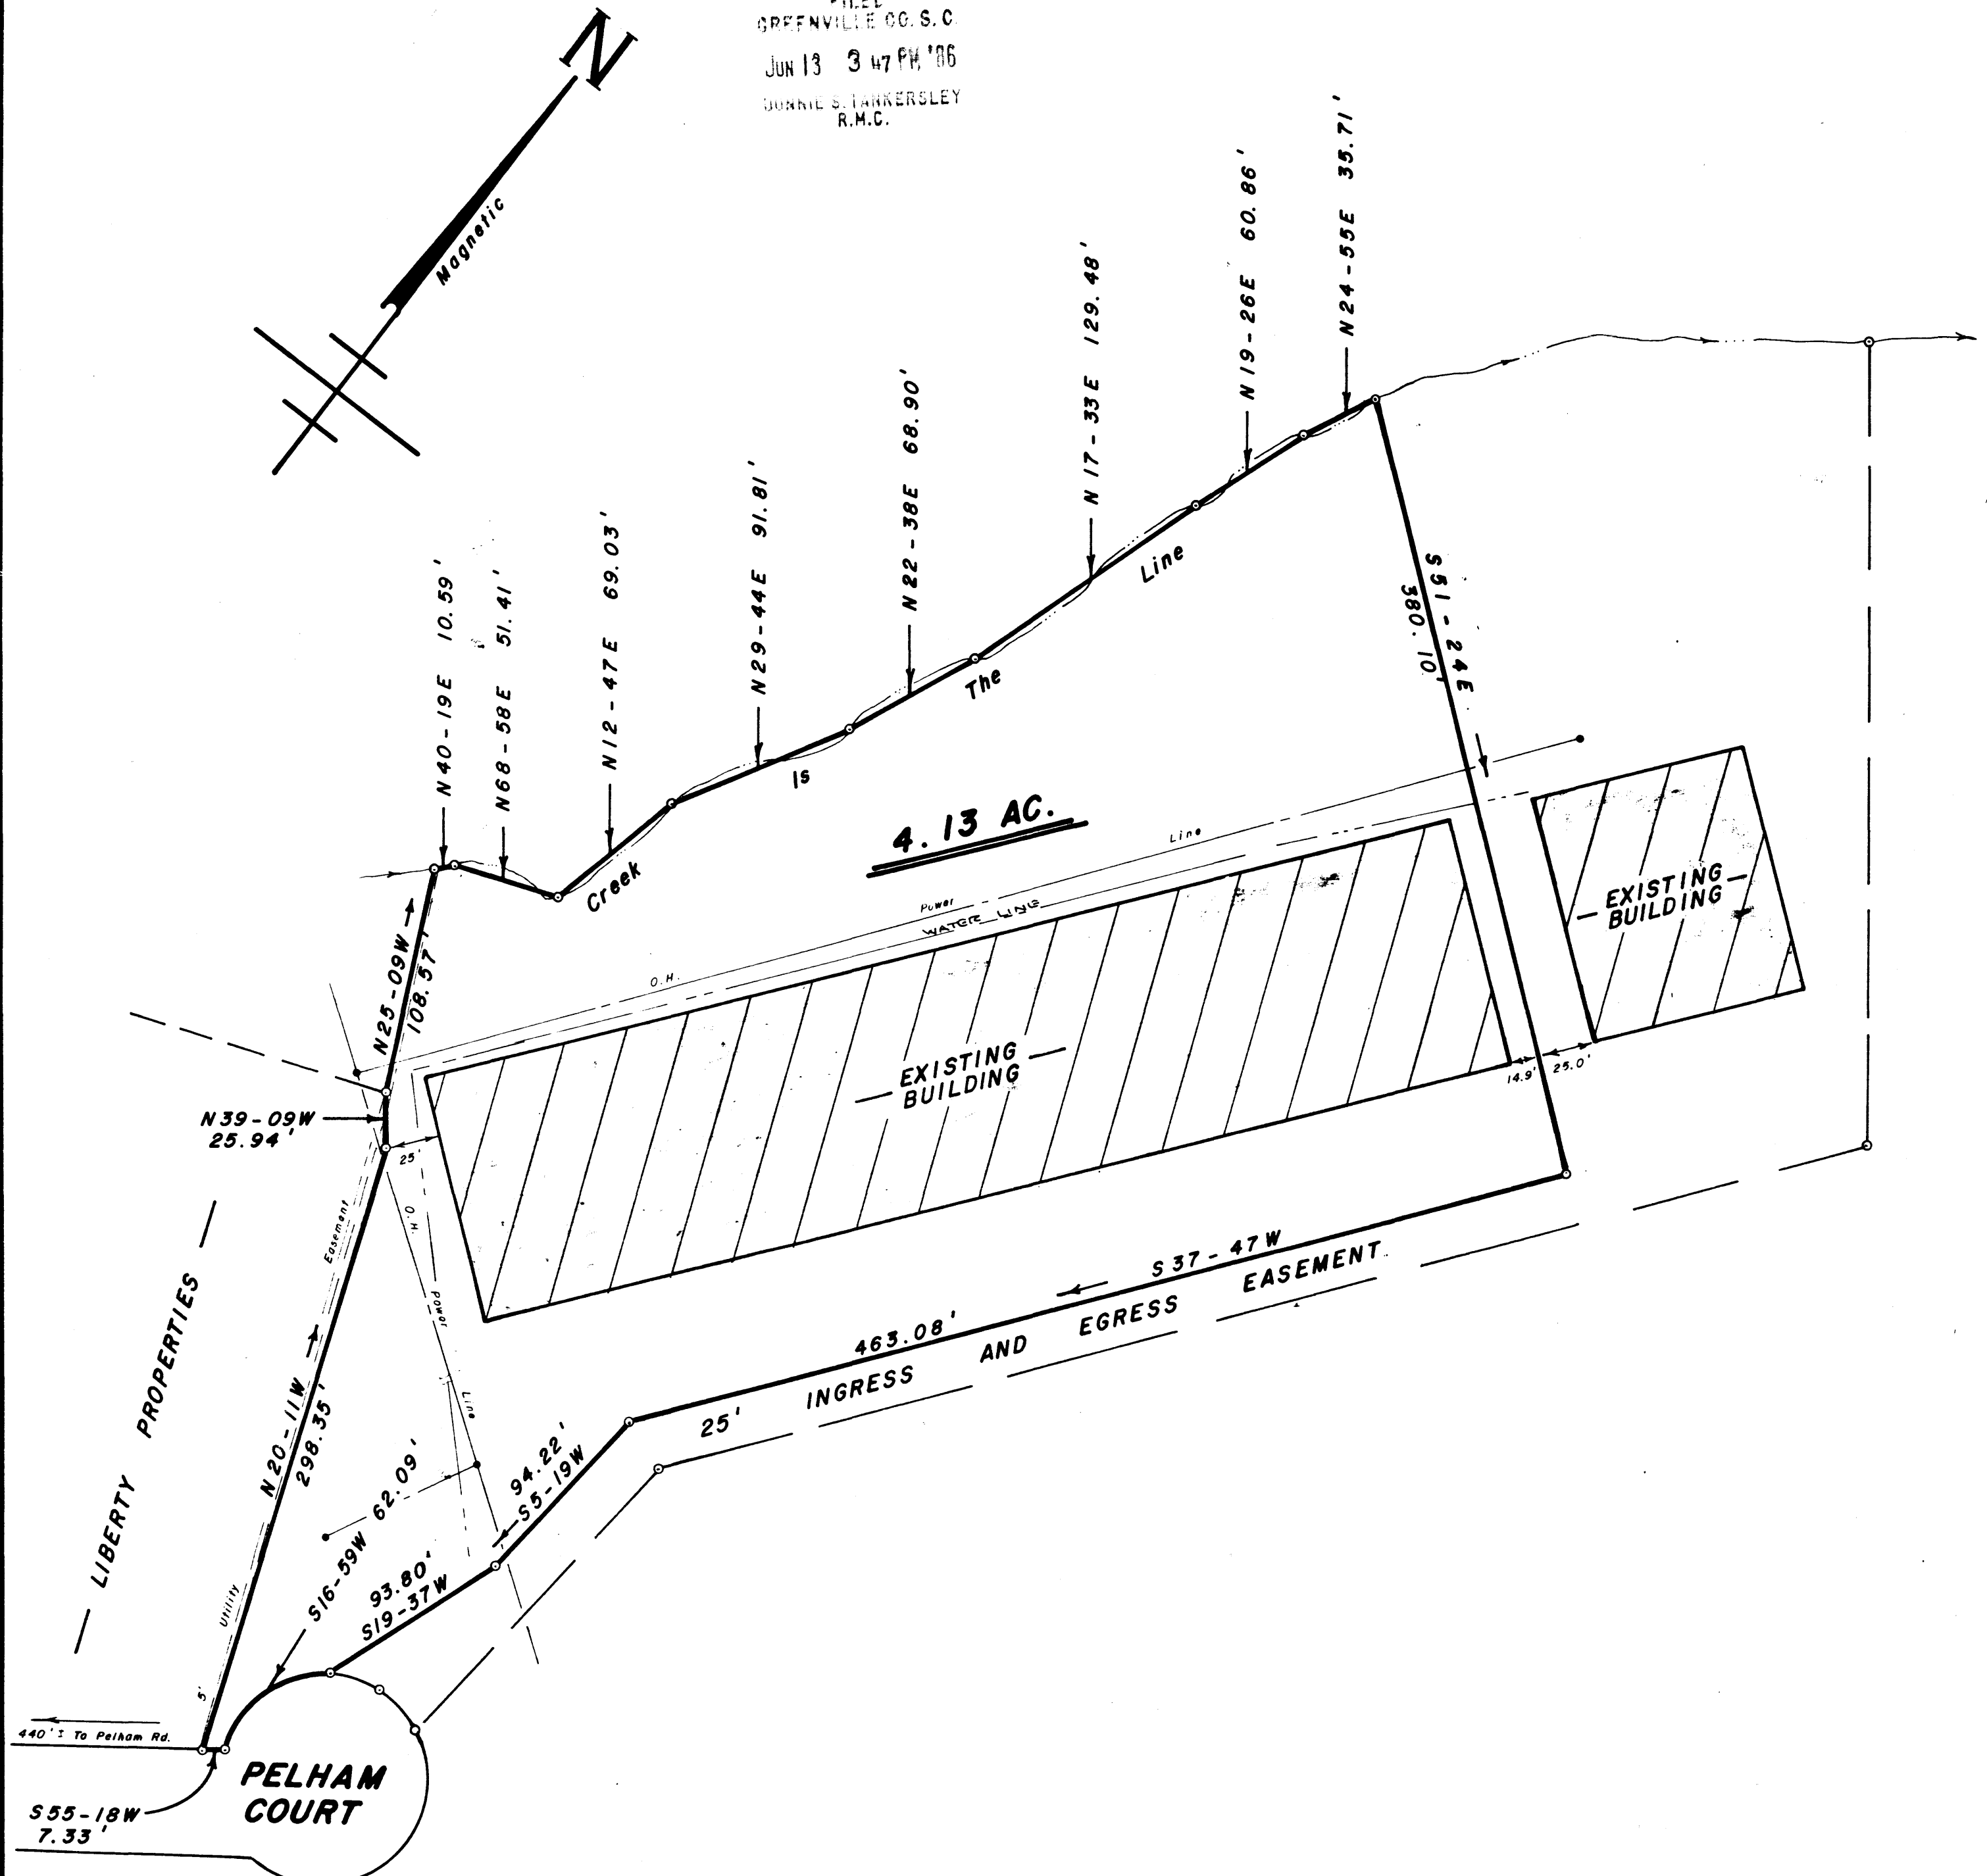 FILED
GREENVILLE CO. S. C.
JUN 13 3 47 PM '86
DONNIE S. TANKERSLEY
R.M.C.
N
Magnetic
N40-19E 10.59'
N68-58E 51.41'
N12-47E 69.03'
N29-44E 91.81'
N22-38E 68.90'
N17-33E 129.48'
N19-26E 60.86'
N24-55E 35.71'
Creek Is The Line
S51-24E
380.10'
4.13 AC.
O.H. Power Line
WATER LINE
EXISTING
BUILDING
EXISTING
BUILDING
14.9' 25.0'
N25-09W
108.57'
N39-09W
25.94'
25'
O.H. Power Line
5' Utility Easement
N20-11W
298.35'
LIBERTY PROPERTIES
S37-47W
463.08'
25' INGRESS AND EGRESS EASEMENT
94.22'
S5-19W
93.80'
S19-37W
S16-59W 62.09'
440'± To Pelham Rd.
PELHAM
COURT
S55-18W
7.33'